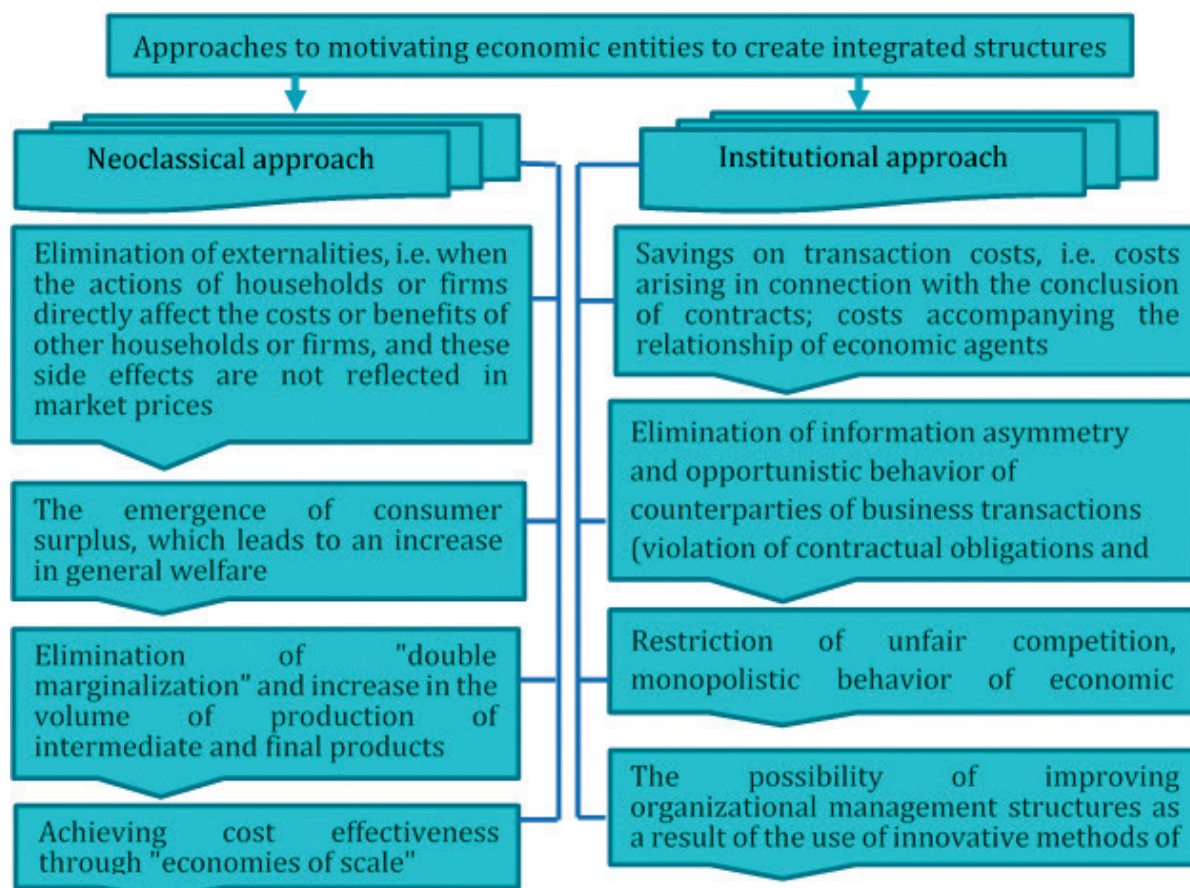 Approaches to motivating economic entities to create integrated structures
Neoclassical approach
Elimination of externalities, i.e. when
the actions of households or firms
directly affect the costs or benefits of
other households or firms, and these
side effects are not reflected in
market prices
The emergence of consumer
surplus, which leads to an increase
in general welfare
Elimination of "double
marginalization" and increase in the
volume of production of
intermediate and final products
Achieving cost effectiveness
through "economies of scale"
Institutional approach
Savings on transaction costs, i.e. costs
arising in connection with the conclusion
of contracts; costs accompanying the
relationship of economic agents
Elimination of information asymmetry
and opportunistic behavior of
counterparties of business transactions
(violation of contractual obligations and
Restriction of unfair competition,
monopolistic behavior of economic
The possibility of improving
organizational management structures as
a result of the use of innovative methods of